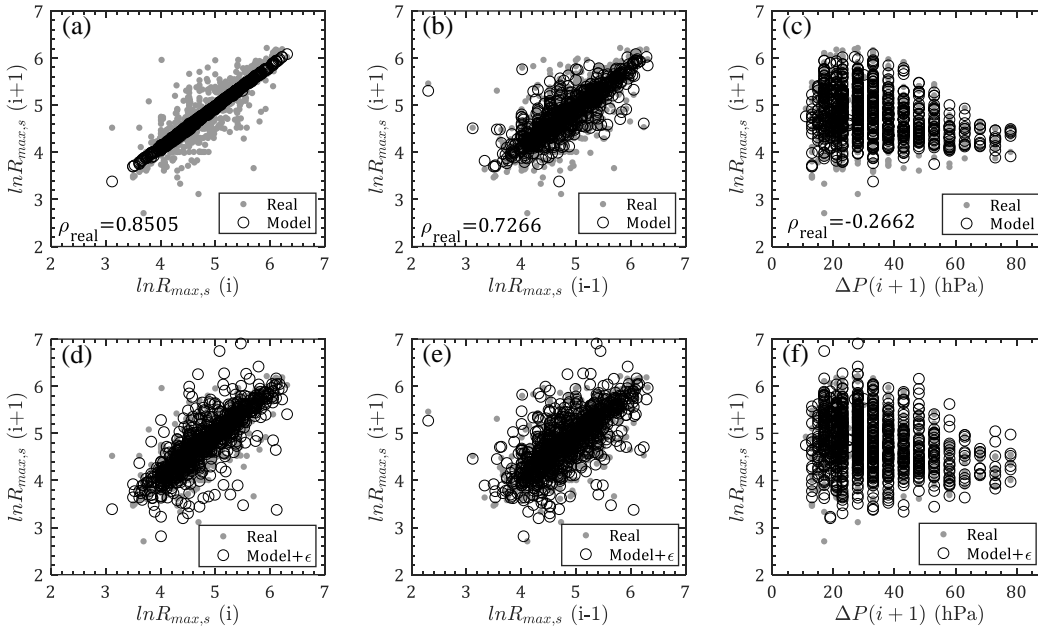 (a)
lnR_{max,s} (i+1)
7
6
5
4
3
2
ρ_{real}=0.8505
Real
Model
2 3 4 5 6 7
lnR_{max,s} (i)
(b)
lnR_{max,s} (i+1)
7
6
5
4
3
2
ρ_{real}=0.7266
Real
Model
2 3 4 5 6 7
lnR_{max,s} (i-1)
(c)
lnR_{max,s} (i+1)
7
6
5
4
3
2
ρ_{real}=-0.2662
Real
Model
0 20 40 60 80
ΔP(i + 1) (hPa)
(d)
lnR_{max,s} (i+1)
7
6
5
4
3
2
Real
Model+ϵ
2 3 4 5 6 7
lnR_{max,s} (i)
(e)
lnR_{max,s} (i+1)
7
6
5
4
3
2
Real
Model+ϵ
2 3 4 5 6 7
lnR_{max,s} (i-1)
(f)
lnR_{max,s} (i+1)
7
6
5
4
3
2
Real
Model+ϵ
0 20 40 60 80
ΔP(i + 1) (hPa)